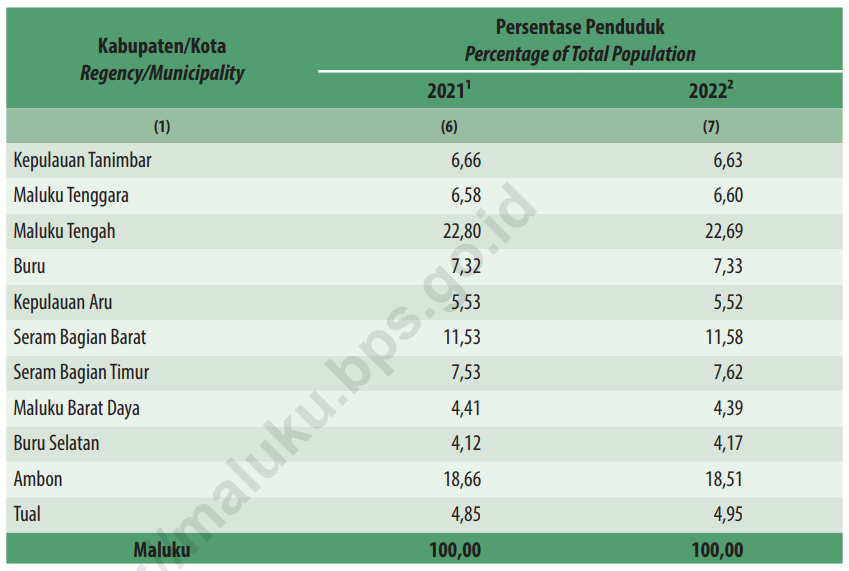 Kabupaten/Kota
Regency/Municipality
Persentase Penduduk
Percentage of Total Population
2021¹ 2022²
(1) (6) (7)
Kepulauan Tanimbar 6,66 6,63
Maluku Tenggara 6,58 6,60
Maluku Tengah 22,80 22,69
Buru 7,32 7,33
Kepulauan Aru 5,53 5,52
Seram Bagian Barat 11,53 11,58
Seram Bagian Timur 7,53 7,62
Maluku Barat Daya 4,41 4,39
Buru Selatan 4,12 4,17
Ambon 18,66 18,51
Tual 4,85 4,95
Maluku 100,00 100,00
//maluku.bps.go.id